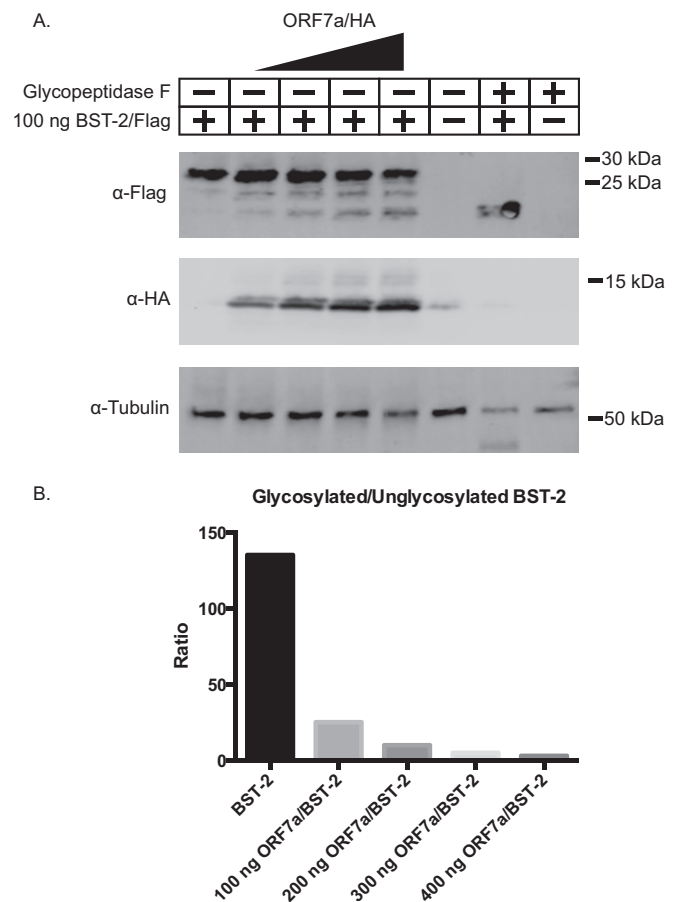 A.
ORF7a/HA
Glycopeptidase F − − − − − − + +
100 ng BST-2/Flag + + + + + − + −
α-Flag
30 kDa
25 kDa
α-HA
15 kDa
α-Tubulin
50 kDa
B.
Glycosylated/Unglycosylated BST-2
Ratio
150
100
50
0
BST-2
100 ng ORF7a/BST-2
200 ng ORF7a/BST-2
300 ng ORF7a/BST-2
400 ng ORF7a/BST-2